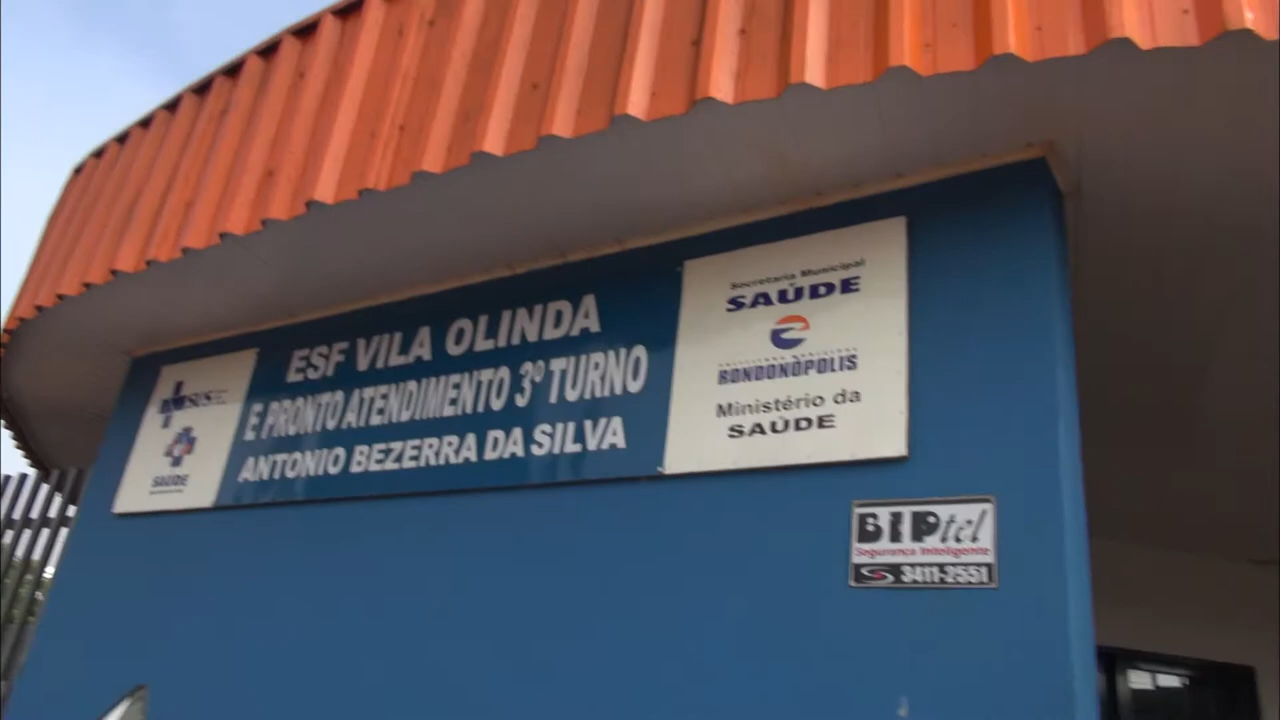 SUS
SAÚDE
ESF VILA OLINDA
E PRONTO ATENDIMENTO 3º TURNO
ANTONIO BEZERRA DA SILVA
Secretaria Municipal
SAÚDE
RONDONÓPOLIS
Ministério da
SAÚDE
BIPtel
Segurança Inteligente
3411-2551